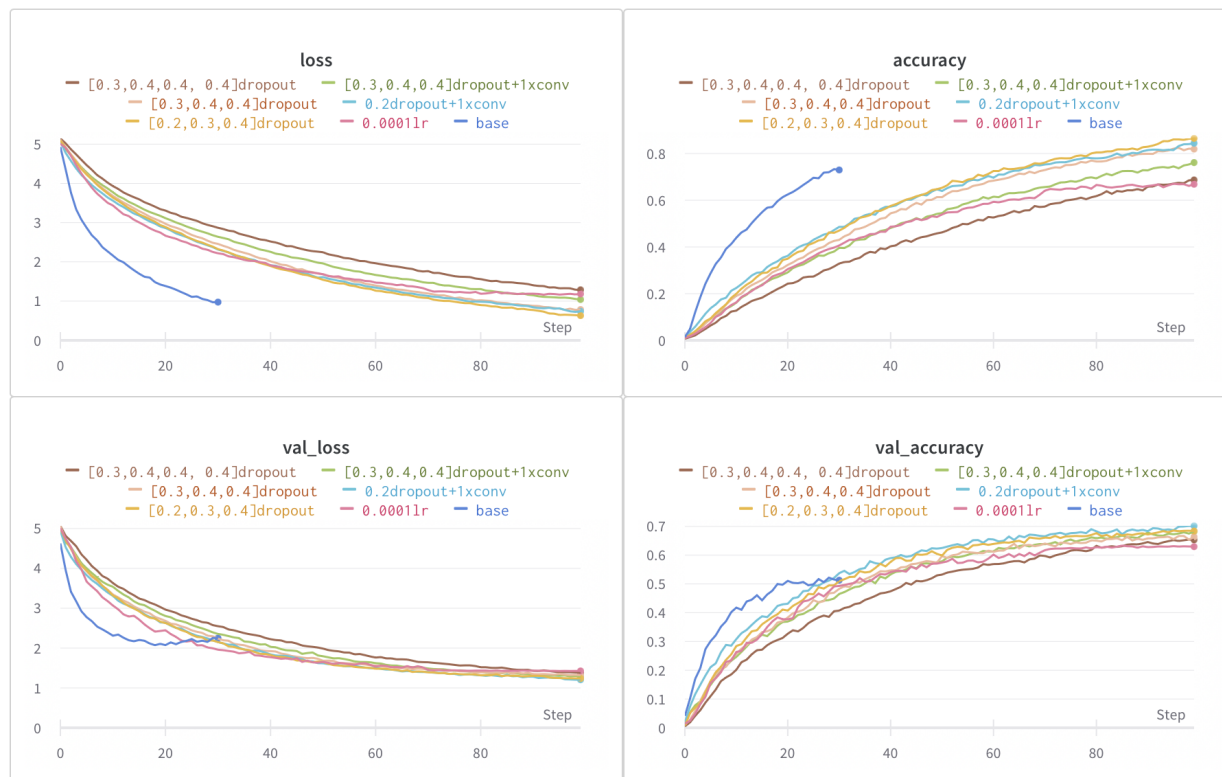 loss
[0.3,0.4,0.4, 0.4]dropout [0.3,0.4,0.4]dropout+1xconv
[0.3,0.4,0.4]dropout 0.2dropout+1xconv
[0.2,0.3,0.4]dropout 0.0001lr base
5
4
3
2
1
0
Step
0 20 40 60 80
accuracy
[0.3,0.4,0.4, 0.4]dropout [0.3,0.4,0.4]dropout+1xconv
[0.3,0.4,0.4]dropout 0.2dropout+1xconv
[0.2,0.3,0.4]dropout 0.0001lr base
0.8
0.6
0.4
0.2
0
Step
0 20 40 60 80
val_loss
[0.3,0.4,0.4, 0.4]dropout [0.3,0.4,0.4]dropout+1xconv
[0.3,0.4,0.4]dropout 0.2dropout+1xconv
[0.2,0.3,0.4]dropout 0.0001lr base
5
4
3
2
1
0
Step
0 20 40 60 80
val_accuracy
[0.3,0.4,0.4, 0.4]dropout [0.3,0.4,0.4]dropout+1xconv
[0.3,0.4,0.4]dropout 0.2dropout+1xconv
[0.2,0.3,0.4]dropout 0.0001lr base
0.7
0.6
0.5
0.4
0.3
0.2
0.1
0
Step
0 20 40 60 80